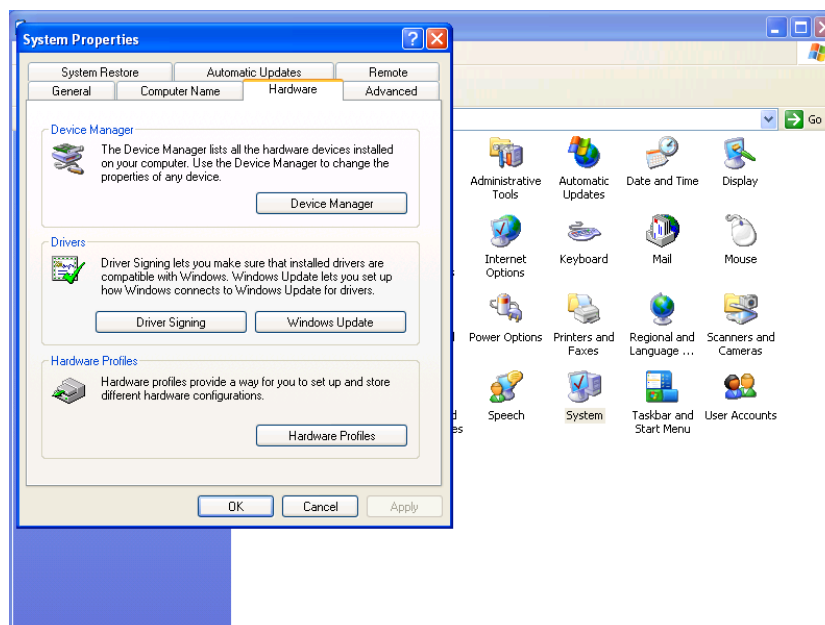 System Properties
System Restore
Automatic Updates
Remote
General
Computer Name
Hardware
Advanced
Device Manager
The Device Manager lists all the hardware devices installed
on your computer. Use the Device Manager to change the
properties of any device.
Device Manager
Drivers
Driver Signing lets you make sure that installed drivers are
compatible with Windows. Windows Update lets you set up
how Windows connects to Windows Update for drivers.
Driver Signing
Windows Update
Hardware Profiles
Hardware profiles provide a way for you to set up and store
different hardware configurations.
Hardware Profiles
OK
Cancel
Apply
Go
Administrative
Tools
Automatic
Updates
Date and Time
Display
Internet
Options
Keyboard
Mail
Mouse
Power Options
Printers and
Faxes
Regional and
Language ...
Scanners and
Cameras
Speech
System
Taskbar and
Start Menu
User Accounts